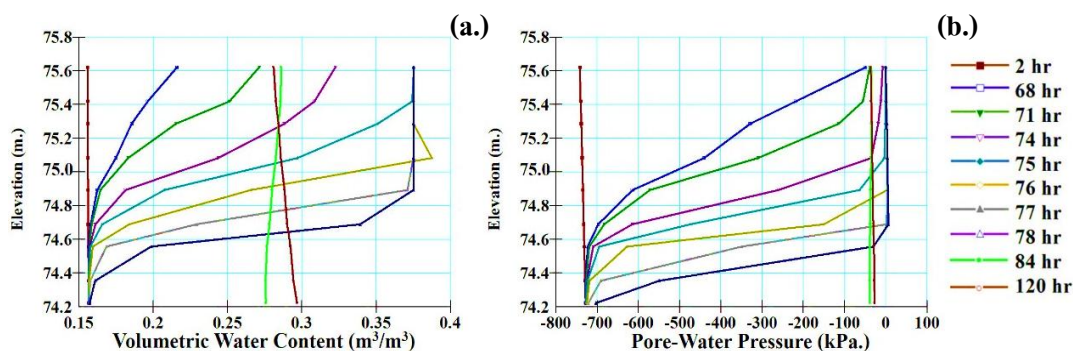 (a.)
75.8
75.6
75.4
75.2
75.0
74.8
74.6
74.4
74.2
Elevation (m.)
0.15 0.2 0.25 0.3 0.35 0.4
Volumetric Water Content (m³/m³)
(b.)
75.8
75.6
75.4
75.2
75.0
74.8
74.6
74.4
74.2
Elevation (m.)
-800 -700 -600 -500 -400 -300 -200 -100 0 100
Pore-Water Pressure (kPa.)
2 hr
68 hr
71 hr
74 hr
75 hr
76 hr
77 hr
78 hr
84 hr
120 hr